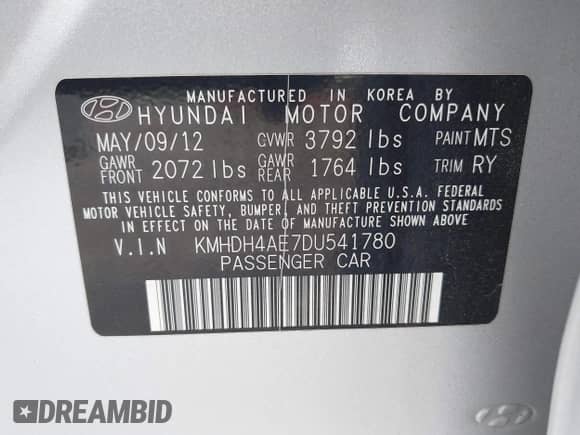 MANUFACTURED IN KOREA BY
HYUNDAI MOTOR COMPANY
MAY/09/12 GVWR 3792 lbs PAINT MTS
GAWR FRONT 2072 lbs GAWR REAR 1764 lbs TRIM RY
THIS VEHICLE CONFORMS TO ALL APPLICABLE U.S.A. FEDERAL
MOTOR VEHICLE SAFETY, BUMPER, AND THEFT PREVENTION STANDARDS
IN EFFECT ON THE DATE OF MANUFACTURE SHOWN ABOVE.
V.I.N KMHDH4AE7DU541780
PASSENGER CAR
DREAMBID